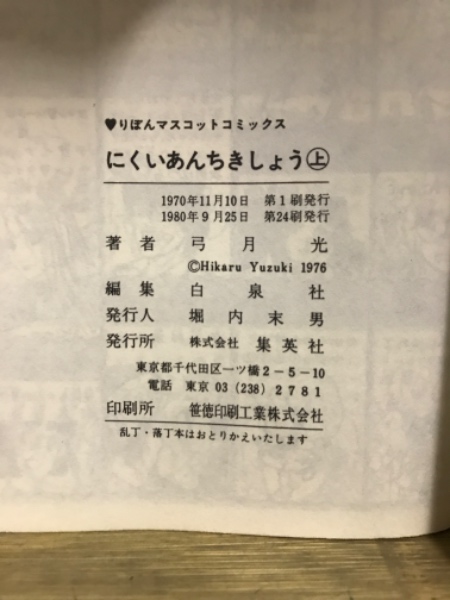 ♥りぼんマスコットコミックス
にくいあんちきしょう㊤
1970年11月10日 第1刷発行
1980年9月25日 第24刷発行
著者 弓月光
©Hikaru Yuzuki 1976
編集 白泉社
発行人 堀内末男
発行所 株式会社 集英社
東京都千代田区一ツ橋2-5-10
電話 東京 03 (238) 2781
印刷所 笹徳印刷工業株式会社
乱丁・落丁本はおとりかえいたします